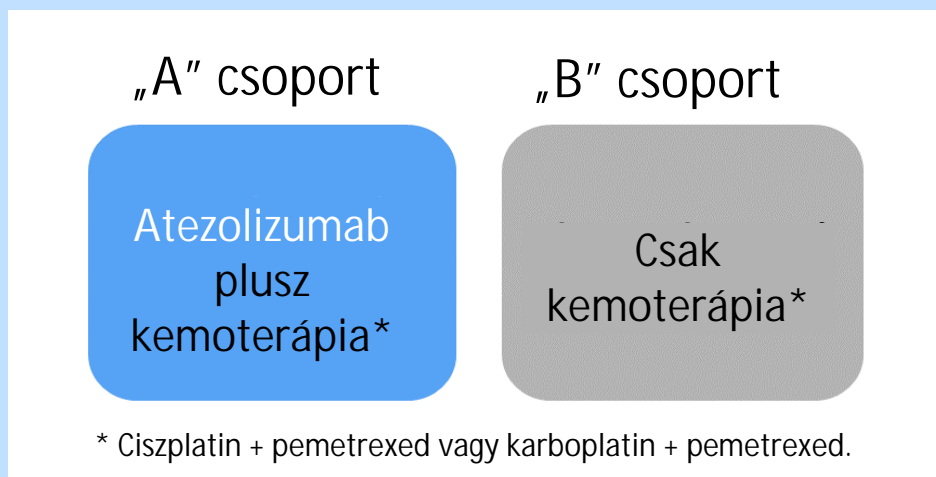 „A” csoport
„B” csoport
Atezolizumab
plusz
kemoterápia*
Csak
kemoterápia*
* Ciszplatin + pemetrexed vagy karboplatin + pemetrexed.